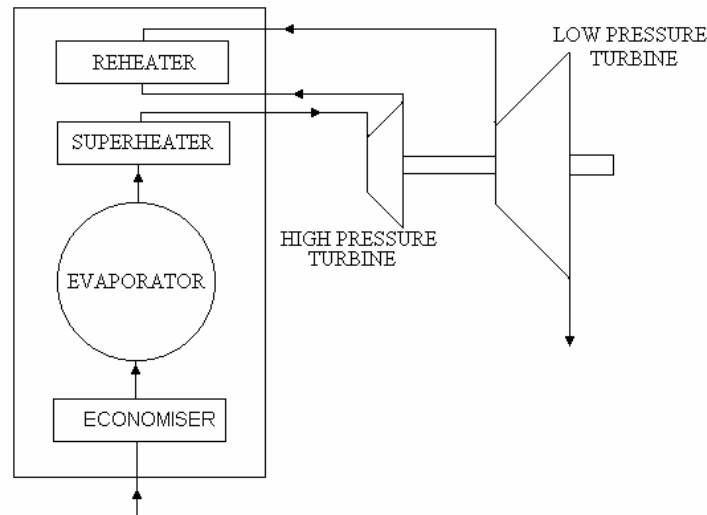 LOW PRESSURE
TURBINE
REHEATER
SUPERHEATER
HIGH PRESSURE
TURBINE
EVAPORATOR
ECONOMISER